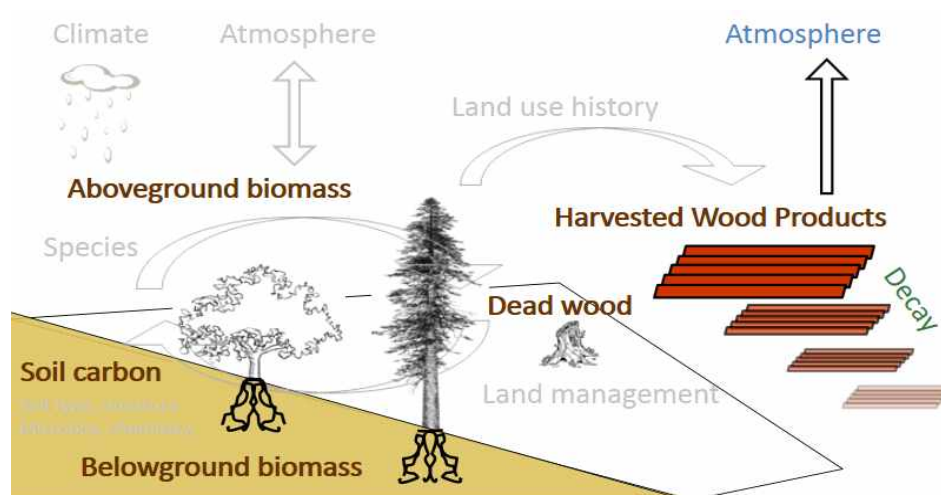 Climate
Atmosphere
Atmosphere
Land use history
Aboveground biomass
Harvested Wood Products
Species
Decay
Dead wood
Soil carbon
Land management
Belowground biomass